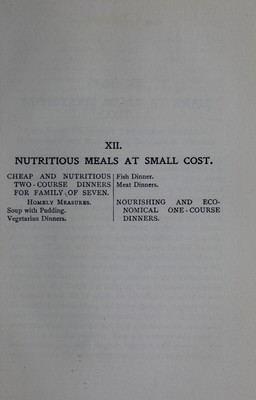 XII.
NUTRITIOUS MEALS AT SMALL COST.
CHEAP AND NUTRITIOUS
TWO-COURSE DINNERS
FOR FAMILY OF SEVEN.
HOMELY MEASURES.
Soup with Pudding.
Vegetarian Dinners.
Fish Dinner.
Meat Dinners.
NOURISHING AND ECO-
NOMICAL ONE-COURSE
DINNERS.